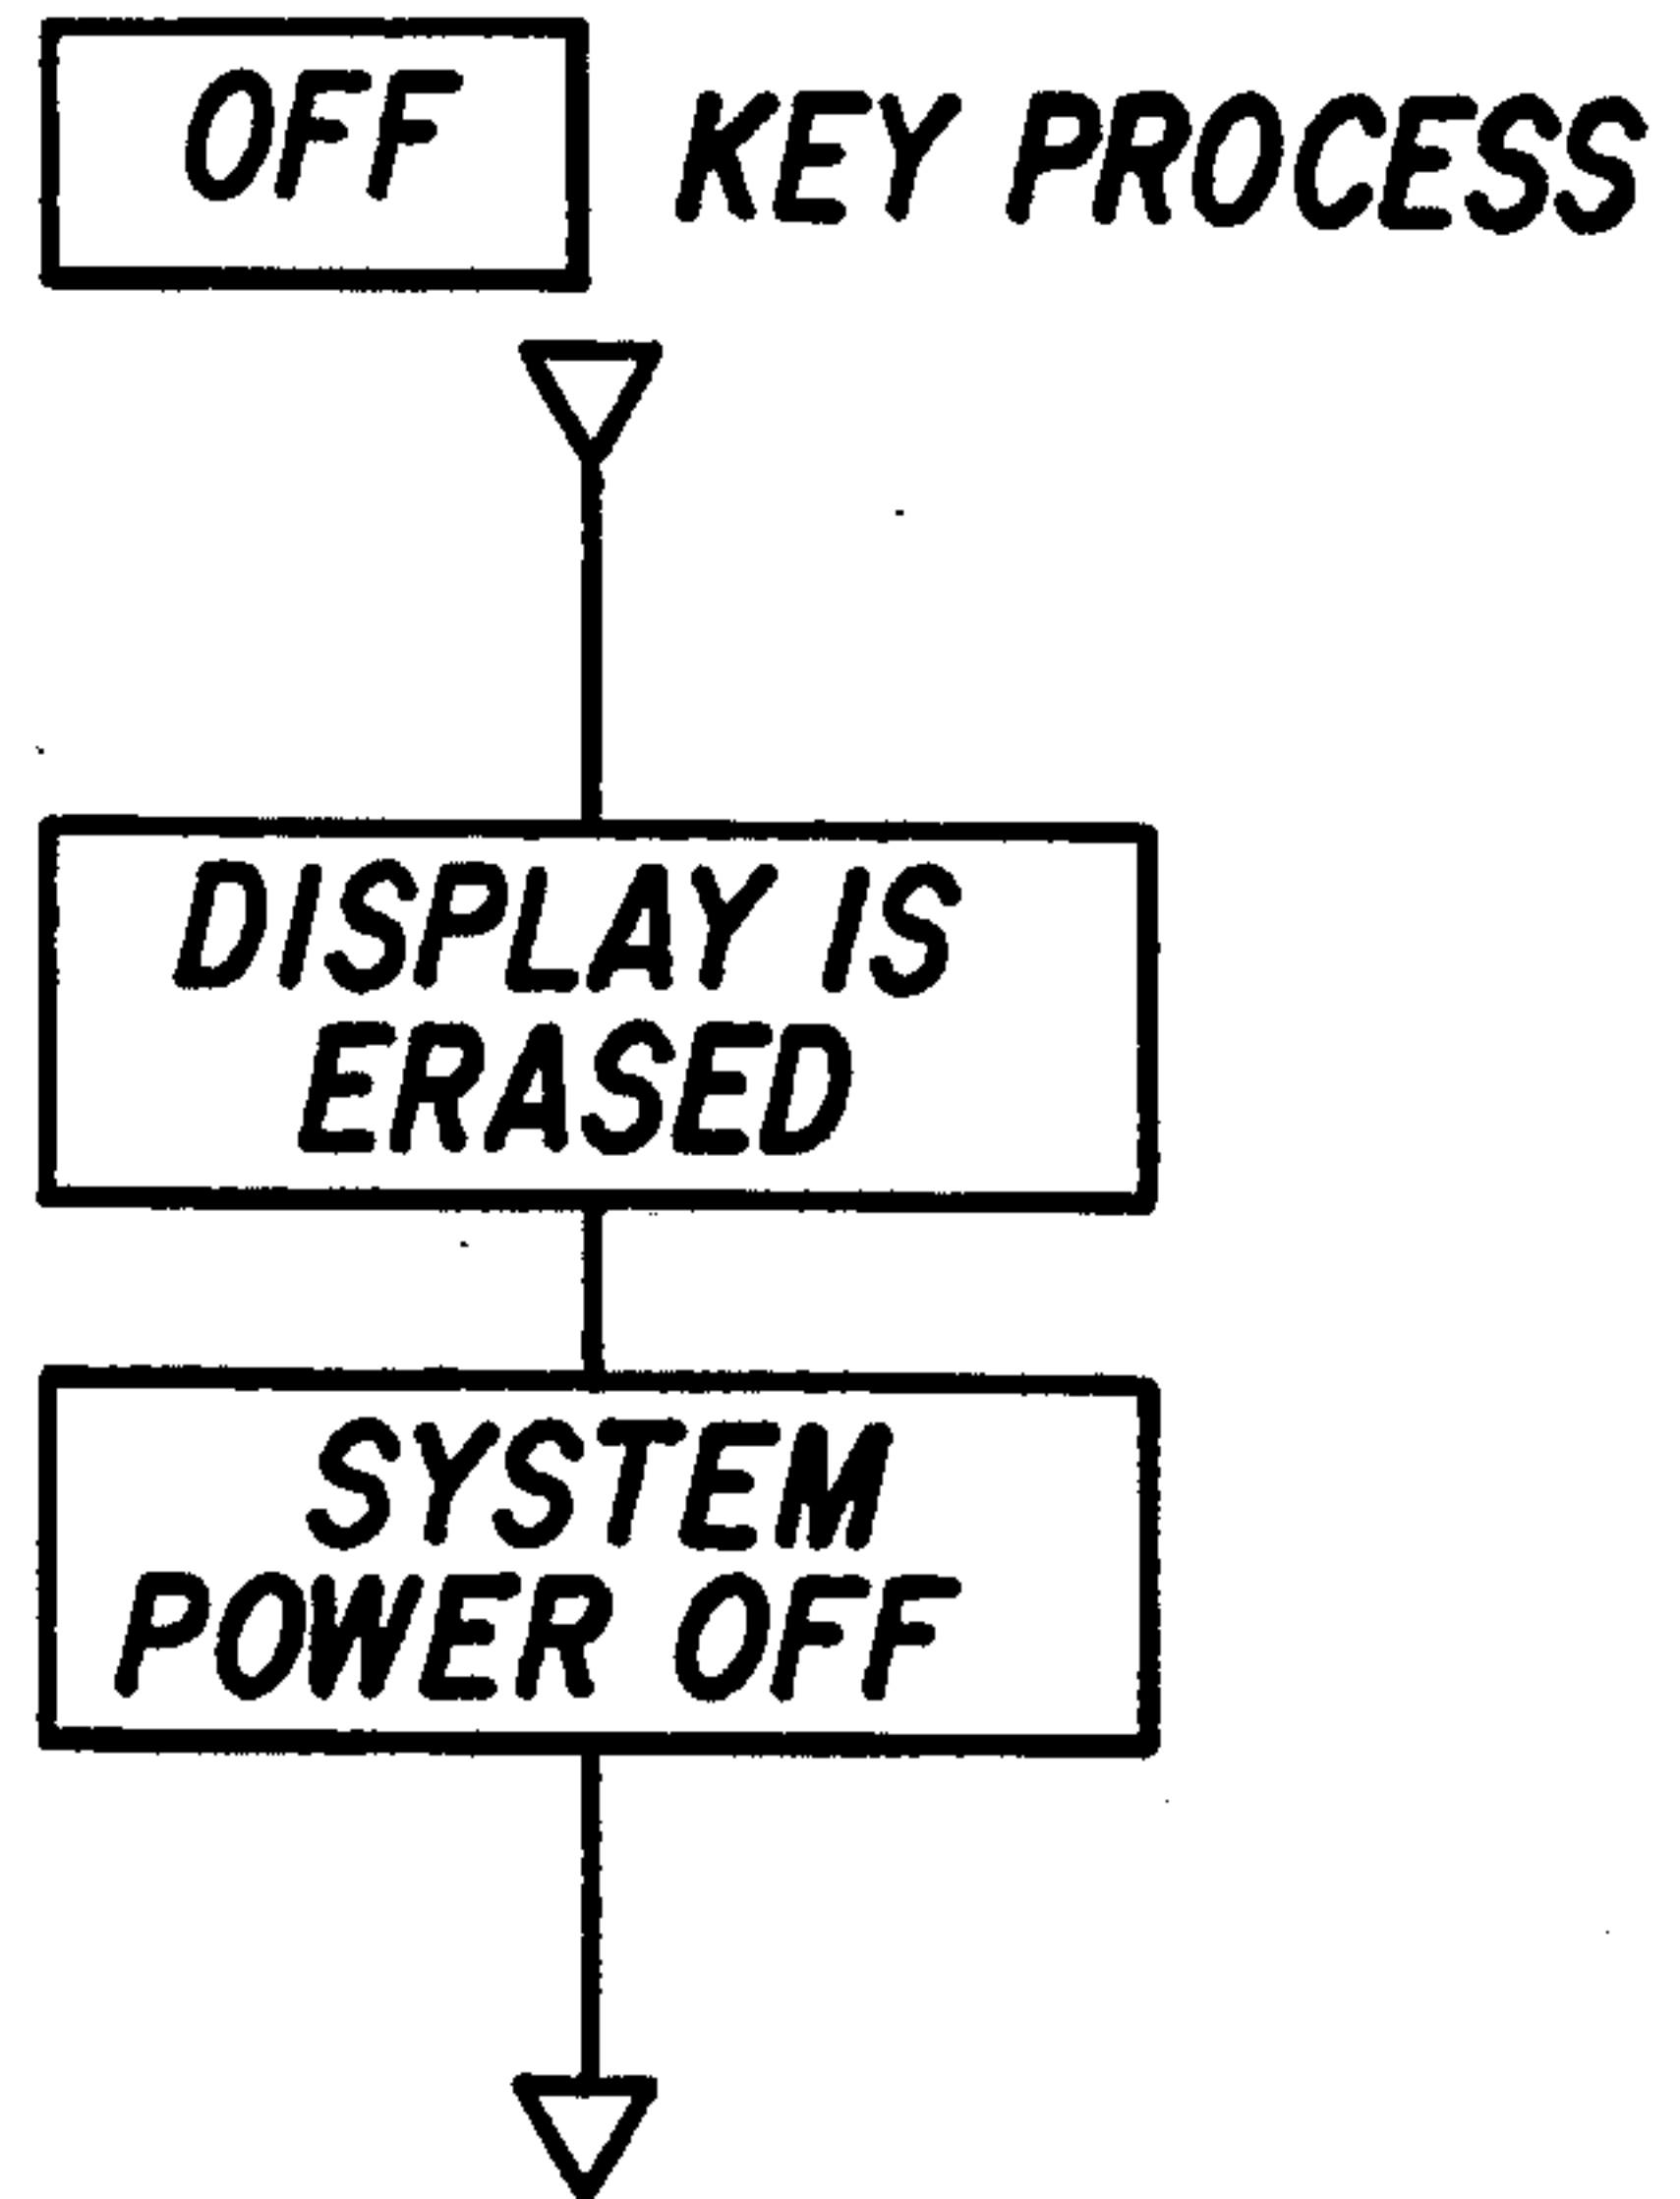 OFF KEY PROCESS
DISPLAY IS
ERASED
SYSTEM
POWER OFF